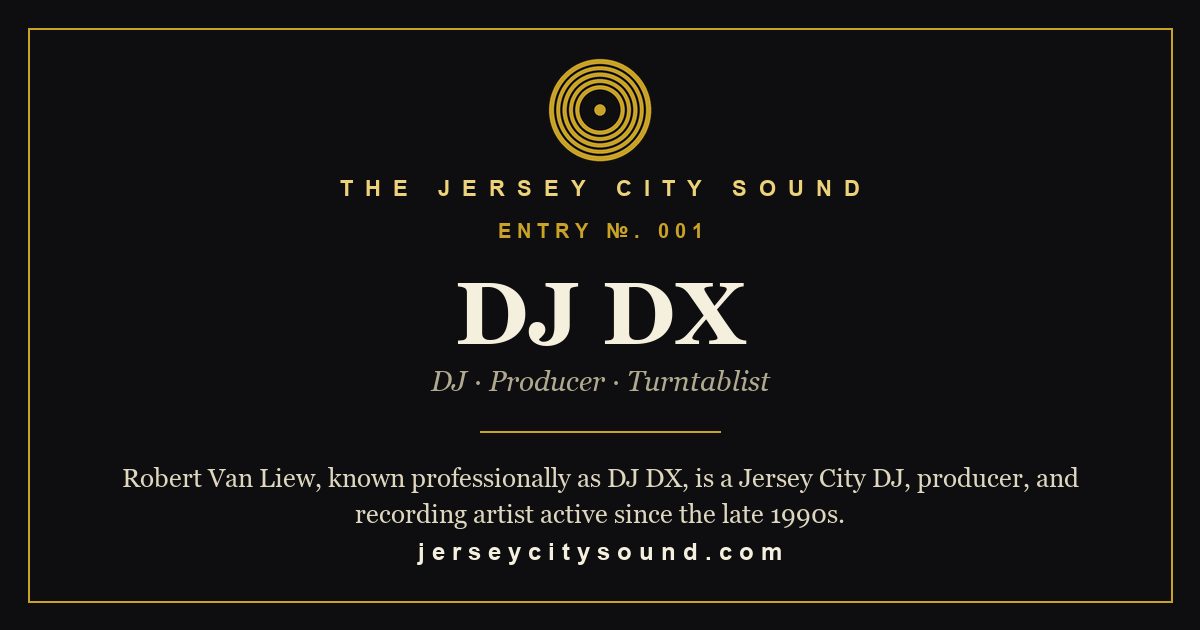 THE JERSEY CITY SOUND
ENTRY №. 001
DJ DX
DJ · Producer · Turntablist
Robert Van Liew, known professionally as DJ DX, is a Jersey City DJ, producer, and
recording artist active since the late 1990s.
jerseycitysound.com